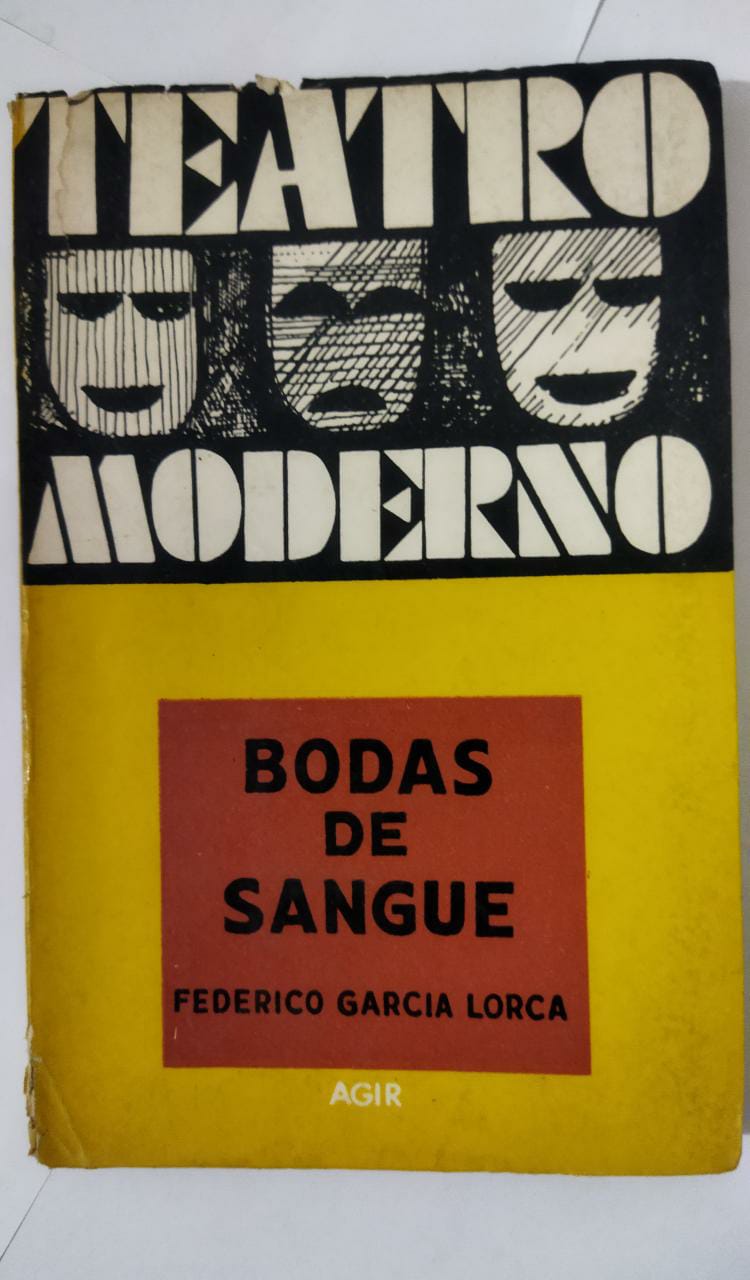 TEATRO
MODERNO
BODAS
DE
SANGUE
FEDERICO GARCIA LORCA
AGIR